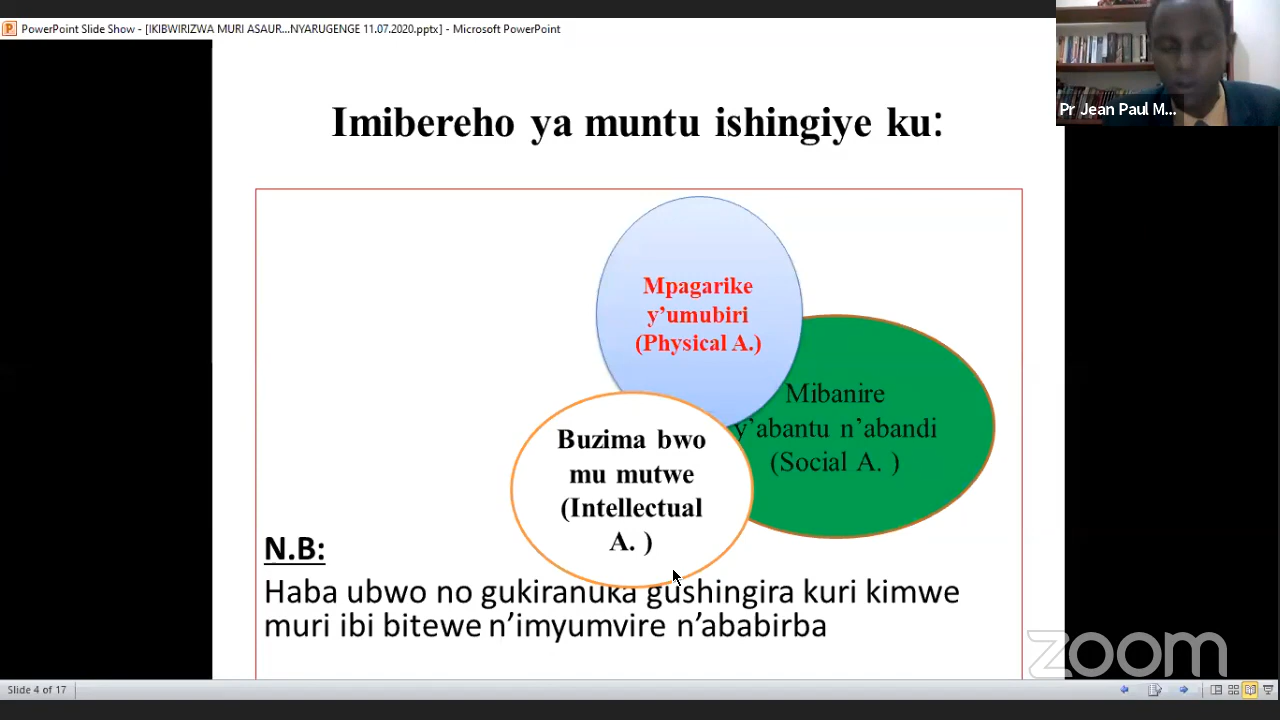 PowerPoint Slide Show - [IKIBWIRIZWA MURI ASAUR...NYARUGENGE 11.07.2020.pptx] - Microsoft PowerPoint
Pr Jean Paul M...
Imibereho ya muntu ishingiye ku:
Mpagarike
y’umubiri
(Physical A.)
Mibanire
y’abantu n’abandi
(Social A. )
Buzima bwo
mu mutwe
(Intellectual
A. )
N.B:
Haba ubwo no gukiranuka gushingira kuri kimwe
muri ibi bitewe n’imyumvire n’ababirba
zoom
Slide 4 of 17